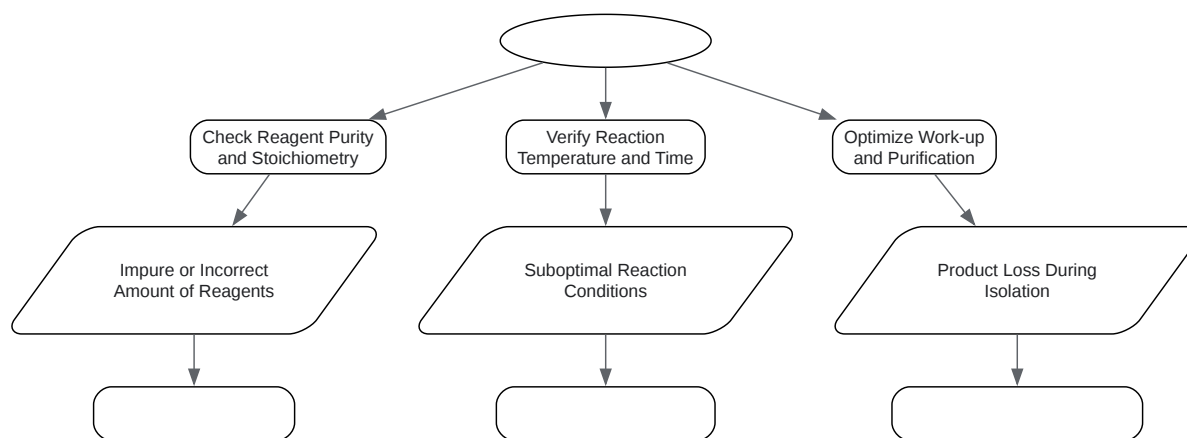 Check Reagent Purity
and Stoichiometry
Verify Reaction
Temperature and Time
Optimize Work-up
and Purification
Impure or Incorrect
Amount of Reagents
Suboptimal Reaction
Conditions
Product Loss During
Isolation